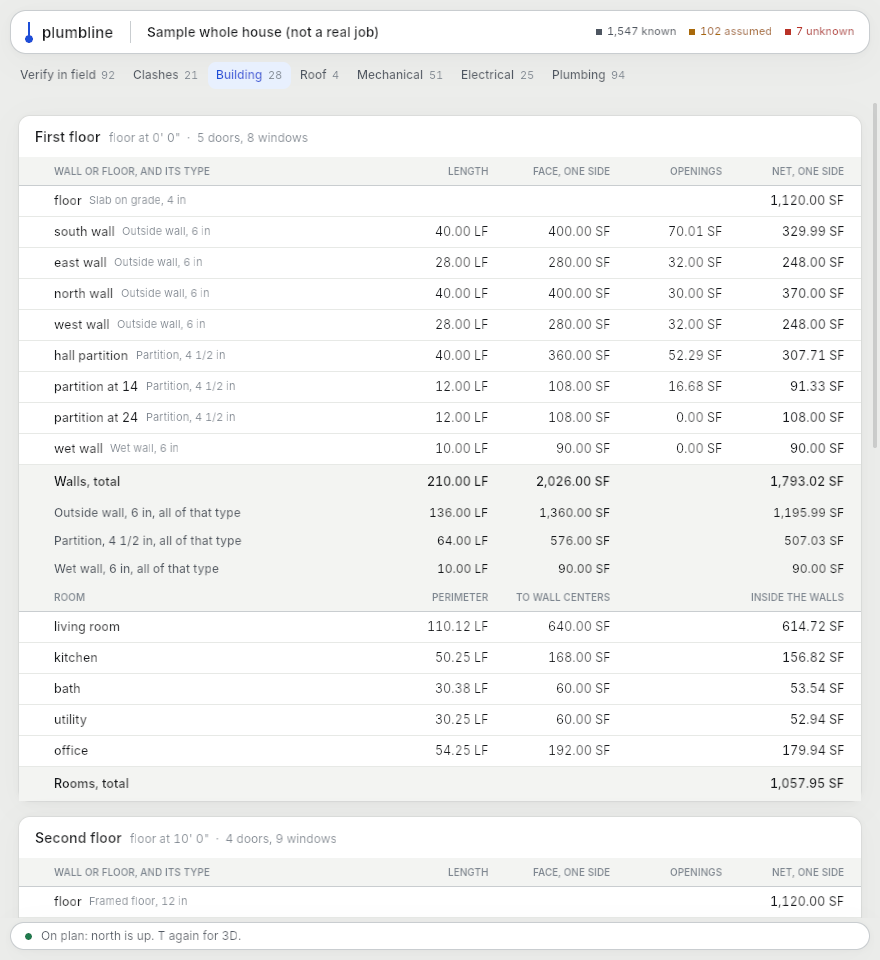 plumbline Sample whole house (not a real job) 1,547 known 102 assumed 7 unknown
Verify in field 92 Clashes 21 Building 28 Roof 4 Mechanical 51 Electrical 25 Plumbing 94
First floor floor at 0' 0" · 5 doors, 8 windows
WALL OR FLOOR, AND ITS TYPE LENGTH FACE, ONE SIDE OPENINGS NET, ONE SIDE
floor Slab on grade, 4 in 1,120.00 SF
south wall Outside wall, 6 in 40.00 LF 400.00 SF 70.01 SF 329.99 SF
east wall Outside wall, 6 in 28.00 LF 280.00 SF 32.00 SF 248.00 SF
north wall Outside wall, 6 in 40.00 LF 400.00 SF 30.00 SF 370.00 SF
west wall Outside wall, 6 in 28.00 LF 280.00 SF 32.00 SF 248.00 SF
hall partition Partition, 4 1/2 in 40.00 LF 360.00 SF 52.29 SF 307.71 SF
partition at 14 Partition, 4 1/2 in 12.00 LF 108.00 SF 16.68 SF 91.33 SF
partition at 24 Partition, 4 1/2 in 12.00 LF 108.00 SF 0.00 SF 108.00 SF
wet wall Wet wall, 6 in 10.00 LF 90.00 SF 0.00 SF 90.00 SF
Walls, total 210.00 LF 2,026.00 SF 1,793.02 SF
Outside wall, 6 in, all of that type 136.00 LF 1,360.00 SF 1,195.99 SF
Partition, 4 1/2 in, all of that type 64.00 LF 576.00 SF 507.03 SF
Wet wall, 6 in, all of that type 10.00 LF 90.00 SF 90.00 SF
ROOM PERIMETER TO WALL CENTERS INSIDE THE WALLS
living room 110.12 LF 640.00 SF 614.72 SF
kitchen 50.25 LF 168.00 SF 156.82 SF
bath 30.38 LF 60.00 SF 53.54 SF
utility 30.25 LF 60.00 SF 52.94 SF
office 54.25 LF 192.00 SF 179.94 SF
Rooms, total 1,057.95 SF
Second floor floor at 10' 0" · 4 doors, 9 windows
WALL OR FLOOR, AND ITS TYPE LENGTH FACE, ONE SIDE OPENINGS NET, ONE SIDE
floor Framed floor, 12 in 1,120.00 SF
On plan: north is up. T again for 3D.